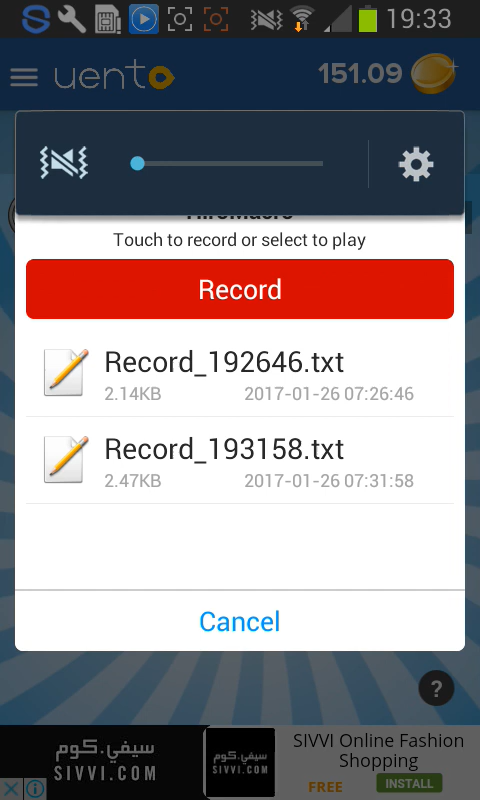 19:33
uento
151.09
Touch to record or select to play
Record
Record_192646.txt
2.14KB 2017-01-26 07:26:46
Record_193158.txt
2.47KB 2017-01-26 07:31:58
Cancel
?
سيفي.كوم
SIVVI.COM
سيفي.كوم
SIVVI.COM
SIVVI Online Fashion
Shopping
FREE
INSTALL